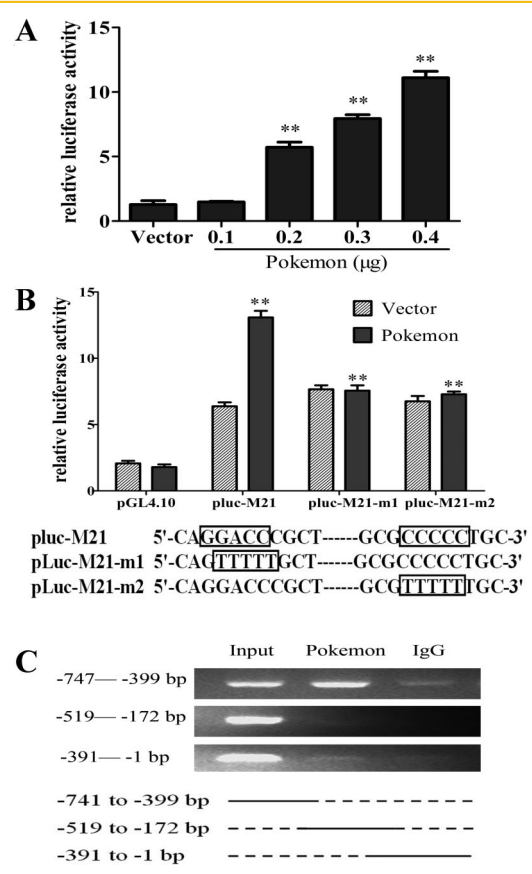 A
relative luciferase activity
15
10
5
0
**
**
**
Vector 0.1 0.2 0.3 0.4
Pokemon (μg)
B
relative luciferase activity
15
10
5
0
**
**
**
Vector
Pokemon
pGL4.10 pluc-M21 pluc-M21-m1 pluc-M21-m2
pluc-M21 5'-CAGGACCCGCT------GCGCCCCCTGC-3'
pLuc-M21-m1 5'-CAGTTTTTGCT------GCGCCCCCTGC-3'
pLuc-M21-m2 5'-CAGGACCCGCT------GCGTTTTTTGC-3'
C
Input Pokemon IgG
-747— -399 bp
-519— -172 bp
-391— -1 bp
-741 to -399 bp
-519 to -172 bp
-391 to -1 bp